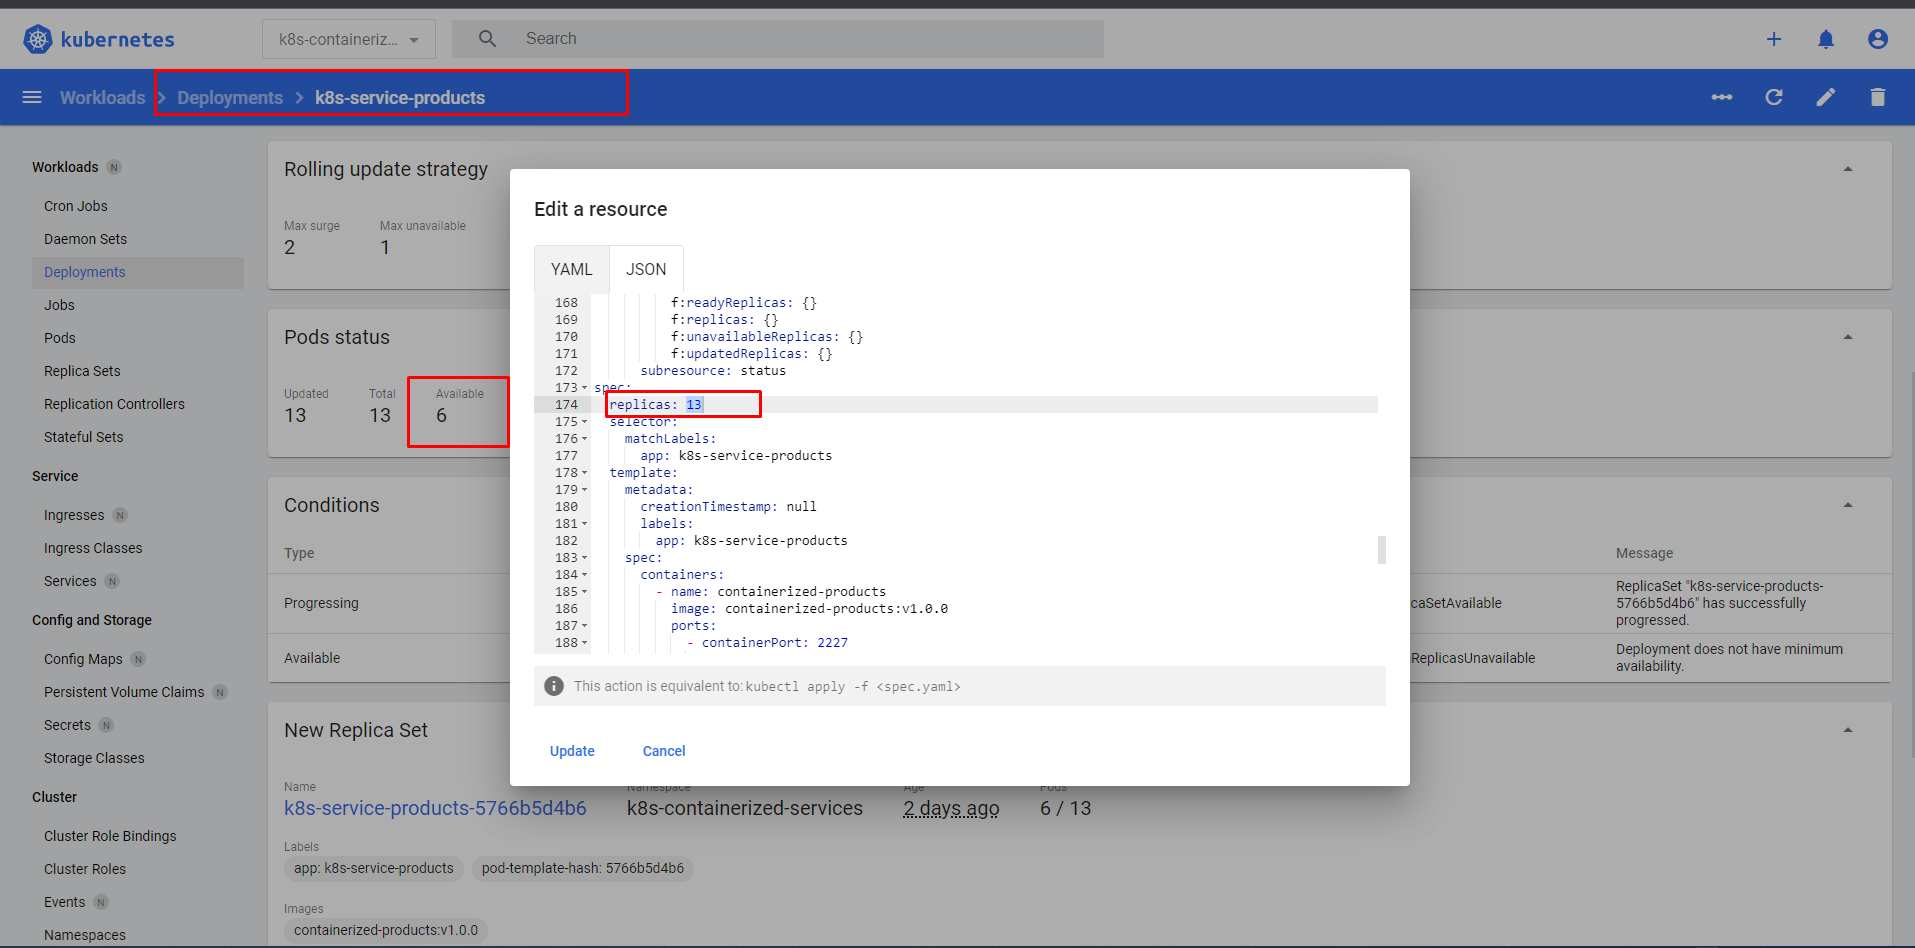 kubernetes
k8s-containeriz...
Search
Workloads > Deployments > k8s-service-products
Workloads N
Cron Jobs
Daemon Sets
Deployments
Jobs
Pods
Replica Sets
Replication Controllers
Stateful Sets
Service
Ingresses N
Ingress Classes
Services N
Config and Storage
Config Maps N
Persistent Volume Claims N
Secrets N
Storage Classes
Cluster
Cluster Role Bindings
Cluster Roles
Events N
Namespaces
Rolling update strategy
Max surge Max unavailable
2 1
Pods status
Updated Total Available
13 13 6
Conditions
Type Message
Progressing caSetAvailable ReplicaSet "k8s-service-products-
5766b5d4b6" has successfully
progressed.
Available ReplicasUnavailable Deployment does not have minimum
availability.
Edit a resource
YAML JSON
168 f:readyReplicas: {}
169 f:replicas: {}
170 f:unavailableReplicas: {}
171 f:updatedReplicas: {}
172 subresource: status
173 spec:
174 replicas: 13
175 selector:
176 matchLabels:
177 app: k8s-service-products
178 template:
179 metadata:
180 creationTimestamp: null
181 labels:
182 app: k8s-service-products
183 spec:
184 containers:
185 - name: containerized-products
186 image: containerized-products:v1.0.0
187 ports:
188 - containerPort: 2227
This action is equivalent to: kubectl apply -f <spec.yaml>
Update Cancel
New Replica Set
Name Namespace Age Pods
k8s-service-products-5766b5d4b6 k8s-containerized-services 2 days ago 6 / 13
Labels
app: k8s-service-products pod-template-hash: 5766b5d4b6
Images
containerized-products:v1.0.0